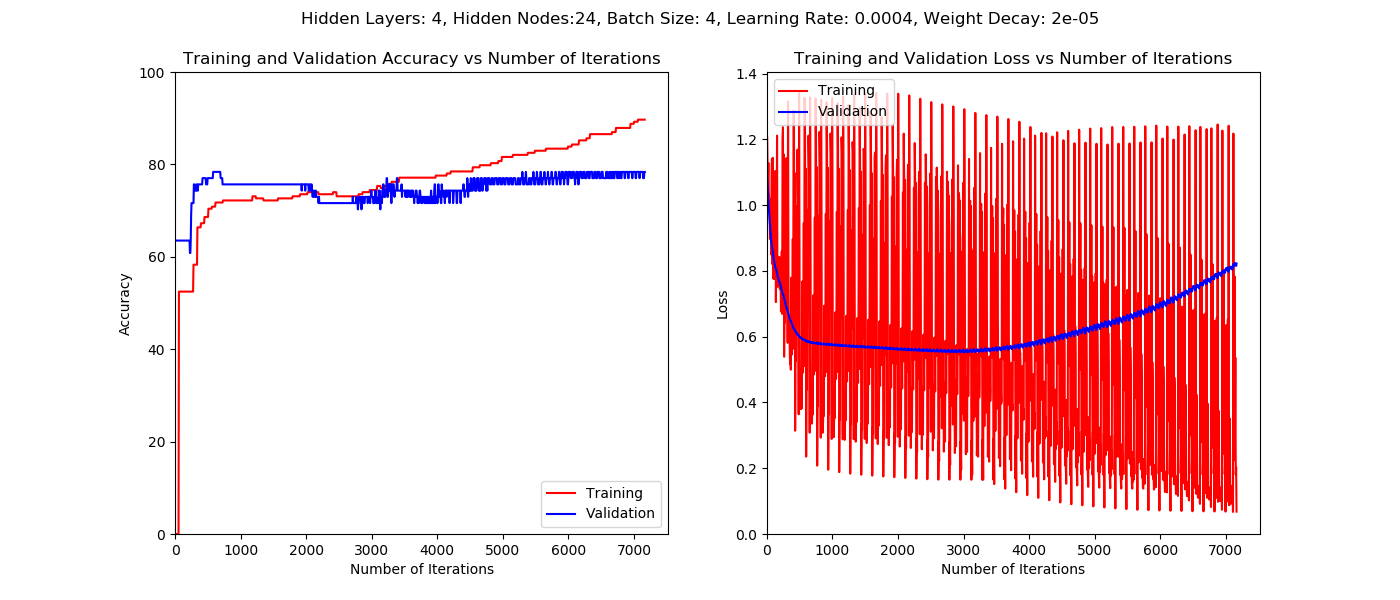 Hidden Layers: 4, Hidden Nodes:24, Batch Size: 4, Learning Rate: 0.0004, Weight Decay: 2e-05
Training and Validation Accuracy vs Number of Iterations
100
80
60
40
20
0
Accuracy
0 1000 2000 3000 4000 5000 6000 7000
Number of Iterations
Training
Validation
Training and Validation Loss vs Number of Iterations
1.4
1.2
1.0
0.8
0.6
0.4
0.2
0.0
Loss
0 1000 2000 3000 4000 5000 6000 7000
Number of Iterations
Training
Validation